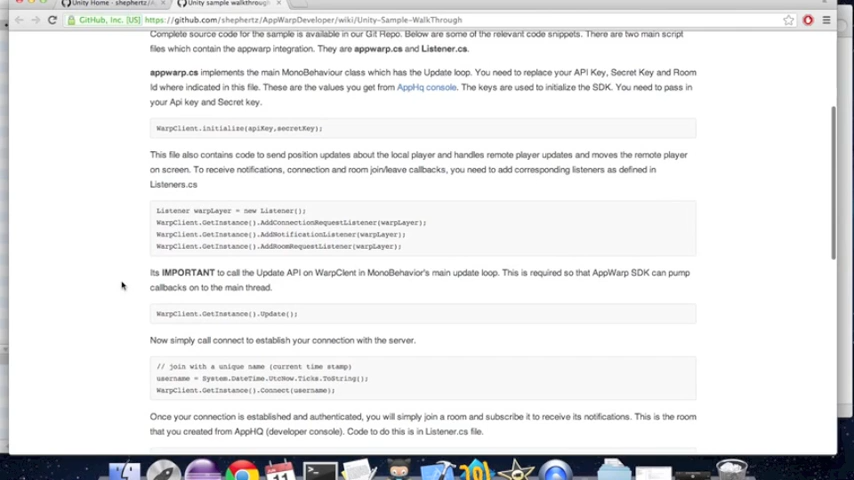 Unity Home · shephertz/A
Unity sample walkthrough
GitHub, Inc. [US] https://github.com/shephertz/AppWarpDeveloper/wiki/Unity-Sample-WalkThrough
Complete source code for the sample is available in our Git Repo. Below are some of the relevant code snippets. There are two main script
files which contain the appwarp integration. They are appwarp.cs and Listener.cs.
appwarp.cs implements the main MonoBehaviour class which has the Update loop. You need to replace your API Key, Secret Key and Room
Id where indicated in this file. These are the values you get from AppHq console. The keys are used to initialize the SDK. You need to pass in
your Api key and Secret key.
WarpClient.initialize(apiKey,secretKey);
This file also contains code to send position updates about the local player and handles remote player updates and moves the remote player
on screen. To receive notifications, connection and room join/leave callbacks, you need to add corresponding listeners as defined in
Listeners.cs
Listener warpLayer = new Listener();
WarpClient.GetInstance().AddConnectionRequestListener(warpLayer);
WarpClient.GetInstance().AddNotificationListener(warpLayer);
WarpClient.GetInstance().AddRoomRequestListener(warpLayer);
Its IMPORTANT to call the Update API on WarpClent in MonoBehavior's main update loop. This is required so that AppWarp SDK can pump
callbacks on to the main thread.
WarpClient.GetInstance().Update();
Now simply call connect to establish your connection with the server.
// join with a unique name (current time stamp)
username = System.DateTime.UtcNow.Ticks.ToString();
WarpClient.GetInstance().Connect(username);
Once your connection is established and authenticated, you will simply join a room and subscribe it to receive its notifications. This is the room
that you created from AppHQ (developer console). Code to do this is in Listener.cs file.